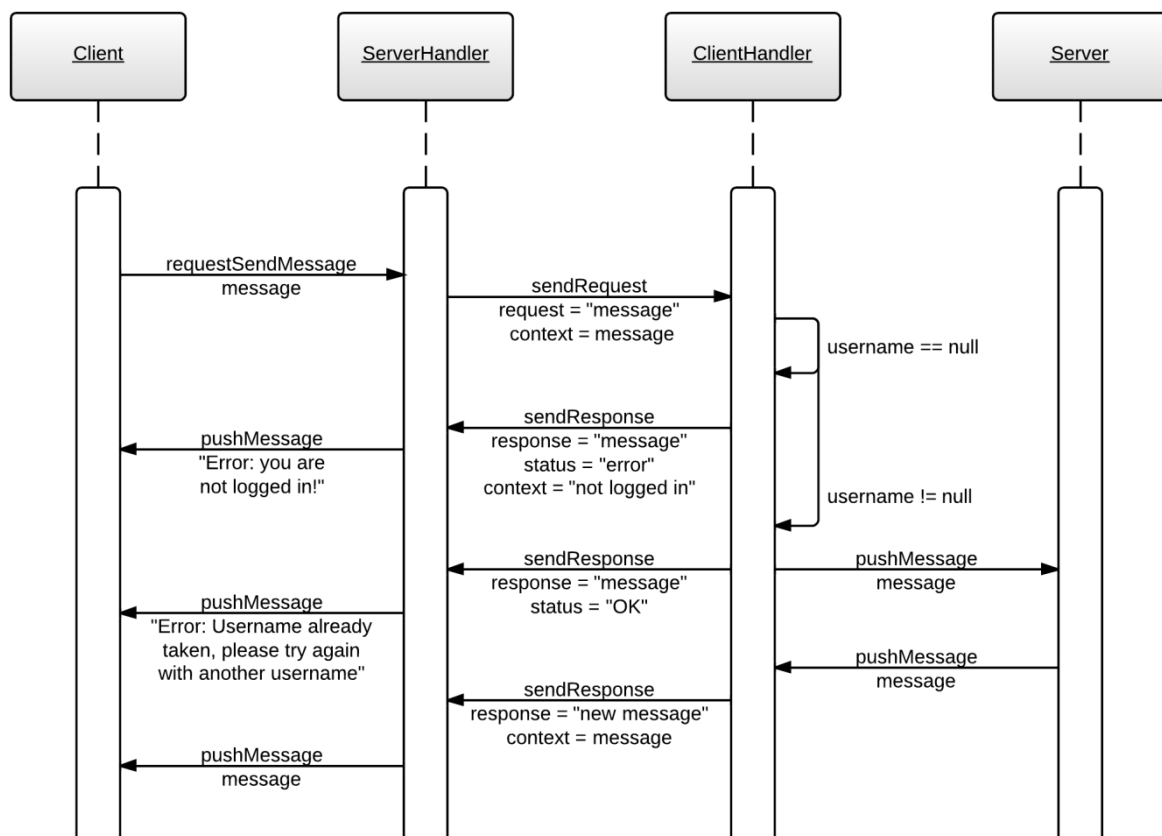 Client
ServerHandler
ClientHandler
Server
requestSendMessage
message
sendRequest
request = "message"
context = message
username == null
sendResponse
response = "message"
status = "error"
context = "not logged in"
pushMessage
"Error: you are
not logged in!"
username != null
sendResponse
response = "message"
status = "OK"
pushMessage
message
pushMessage
"Error: Username already
taken, please try again
with another username"
pushMessage
message
sendResponse
response = "new message"
context = message
pushMessage
message